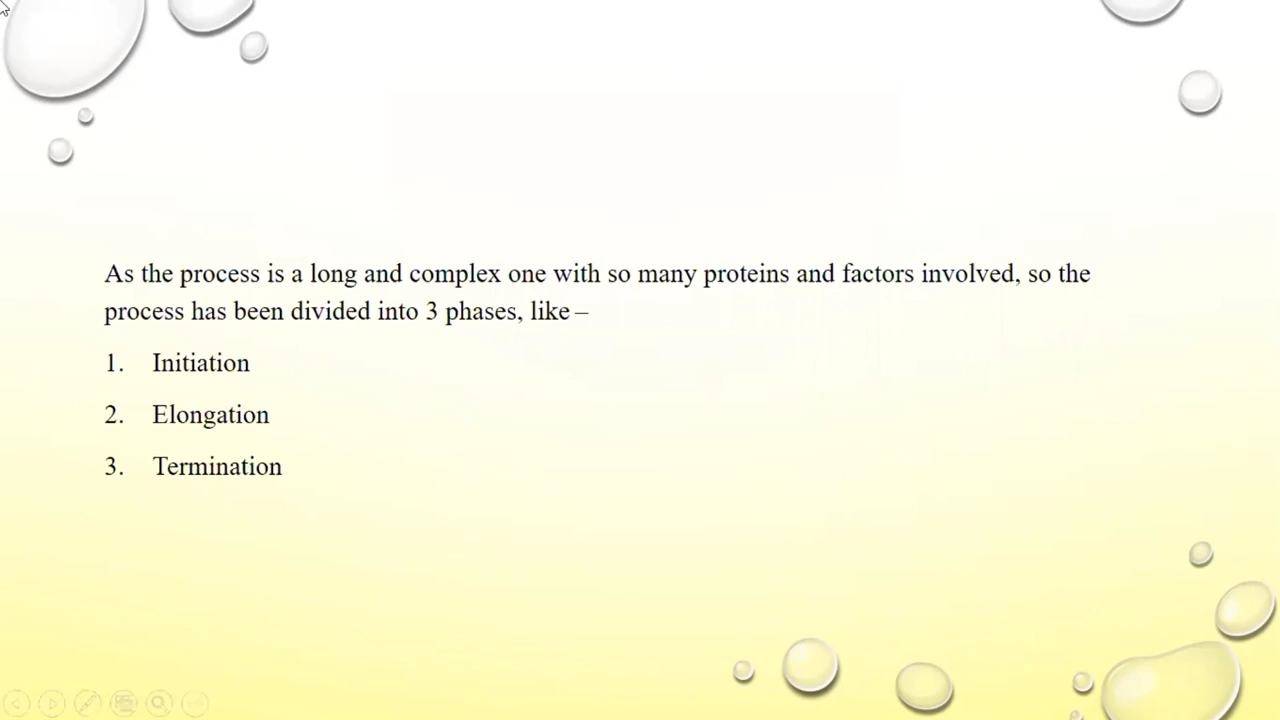 As the process is a long and complex one with so many proteins and factors involved, so the
process has been divided into 3 phases, like –
1. Initiation
2. Elongation
3. Termination